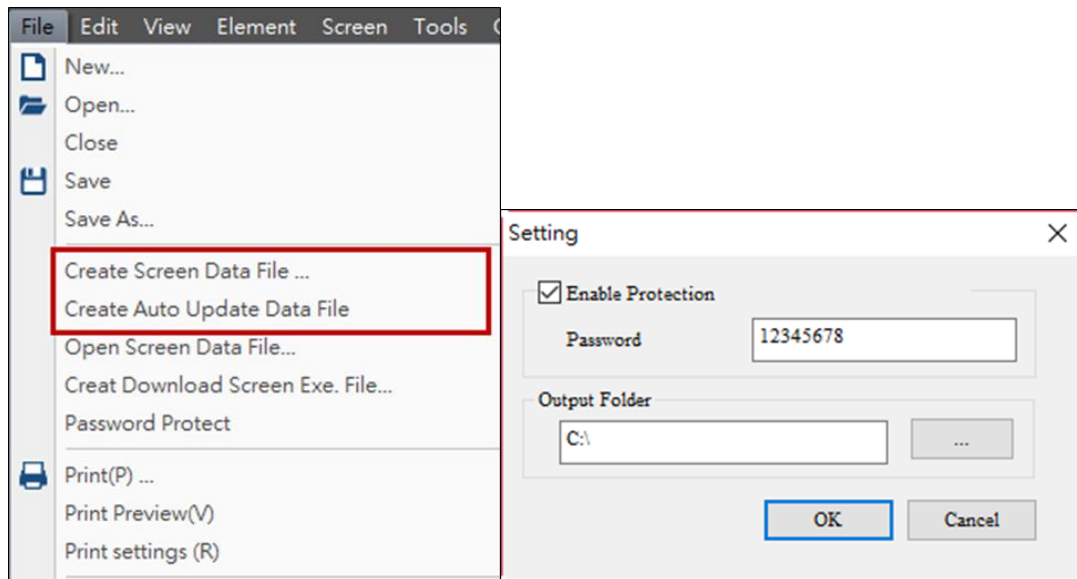 File Edit View Element Screen Tools
New...
Open...
Close
Save
Save As...
Create Screen Data File ...
Create Auto Update Data File
Open Screen Data File...
Creat Download Screen Exe. File...
Password Protect
Print(P) ...
Print Preview(V)
Print settings (R)
Setting
Enable Protection
Password 12345678
Output Folder
C:\ ...
OK Cancel